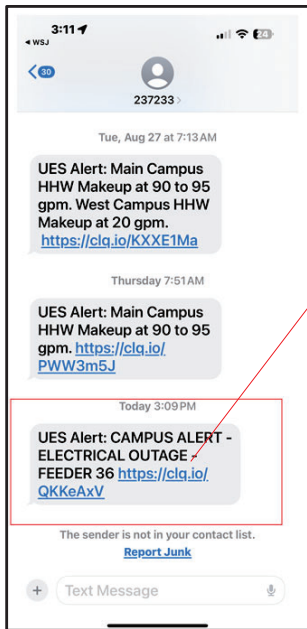 3:11
24
◀ WSJ
30
237233 >
Tue, Aug 27 at 7:13 AM
UES Alert: Main Campus
HHW Makeup at 90 to 95
gpm. West Campus HHW
Makeup at 20 gpm.
https://clq.io/KXXE1Ma
Thursday 7:51 AM
UES Alert: Main Campus
HHW Makeup at 90 to 95
gpm. https://clq.io/
PWW3m5J
Today 3:09 PM
UES Alert: CAMPUS ALERT -
ELECTRICAL OUTAGE -
FEEDER 36 https://clq.io/
QKKeAxV
The sender is not in your contact list.
Report Junk
+ Text Message